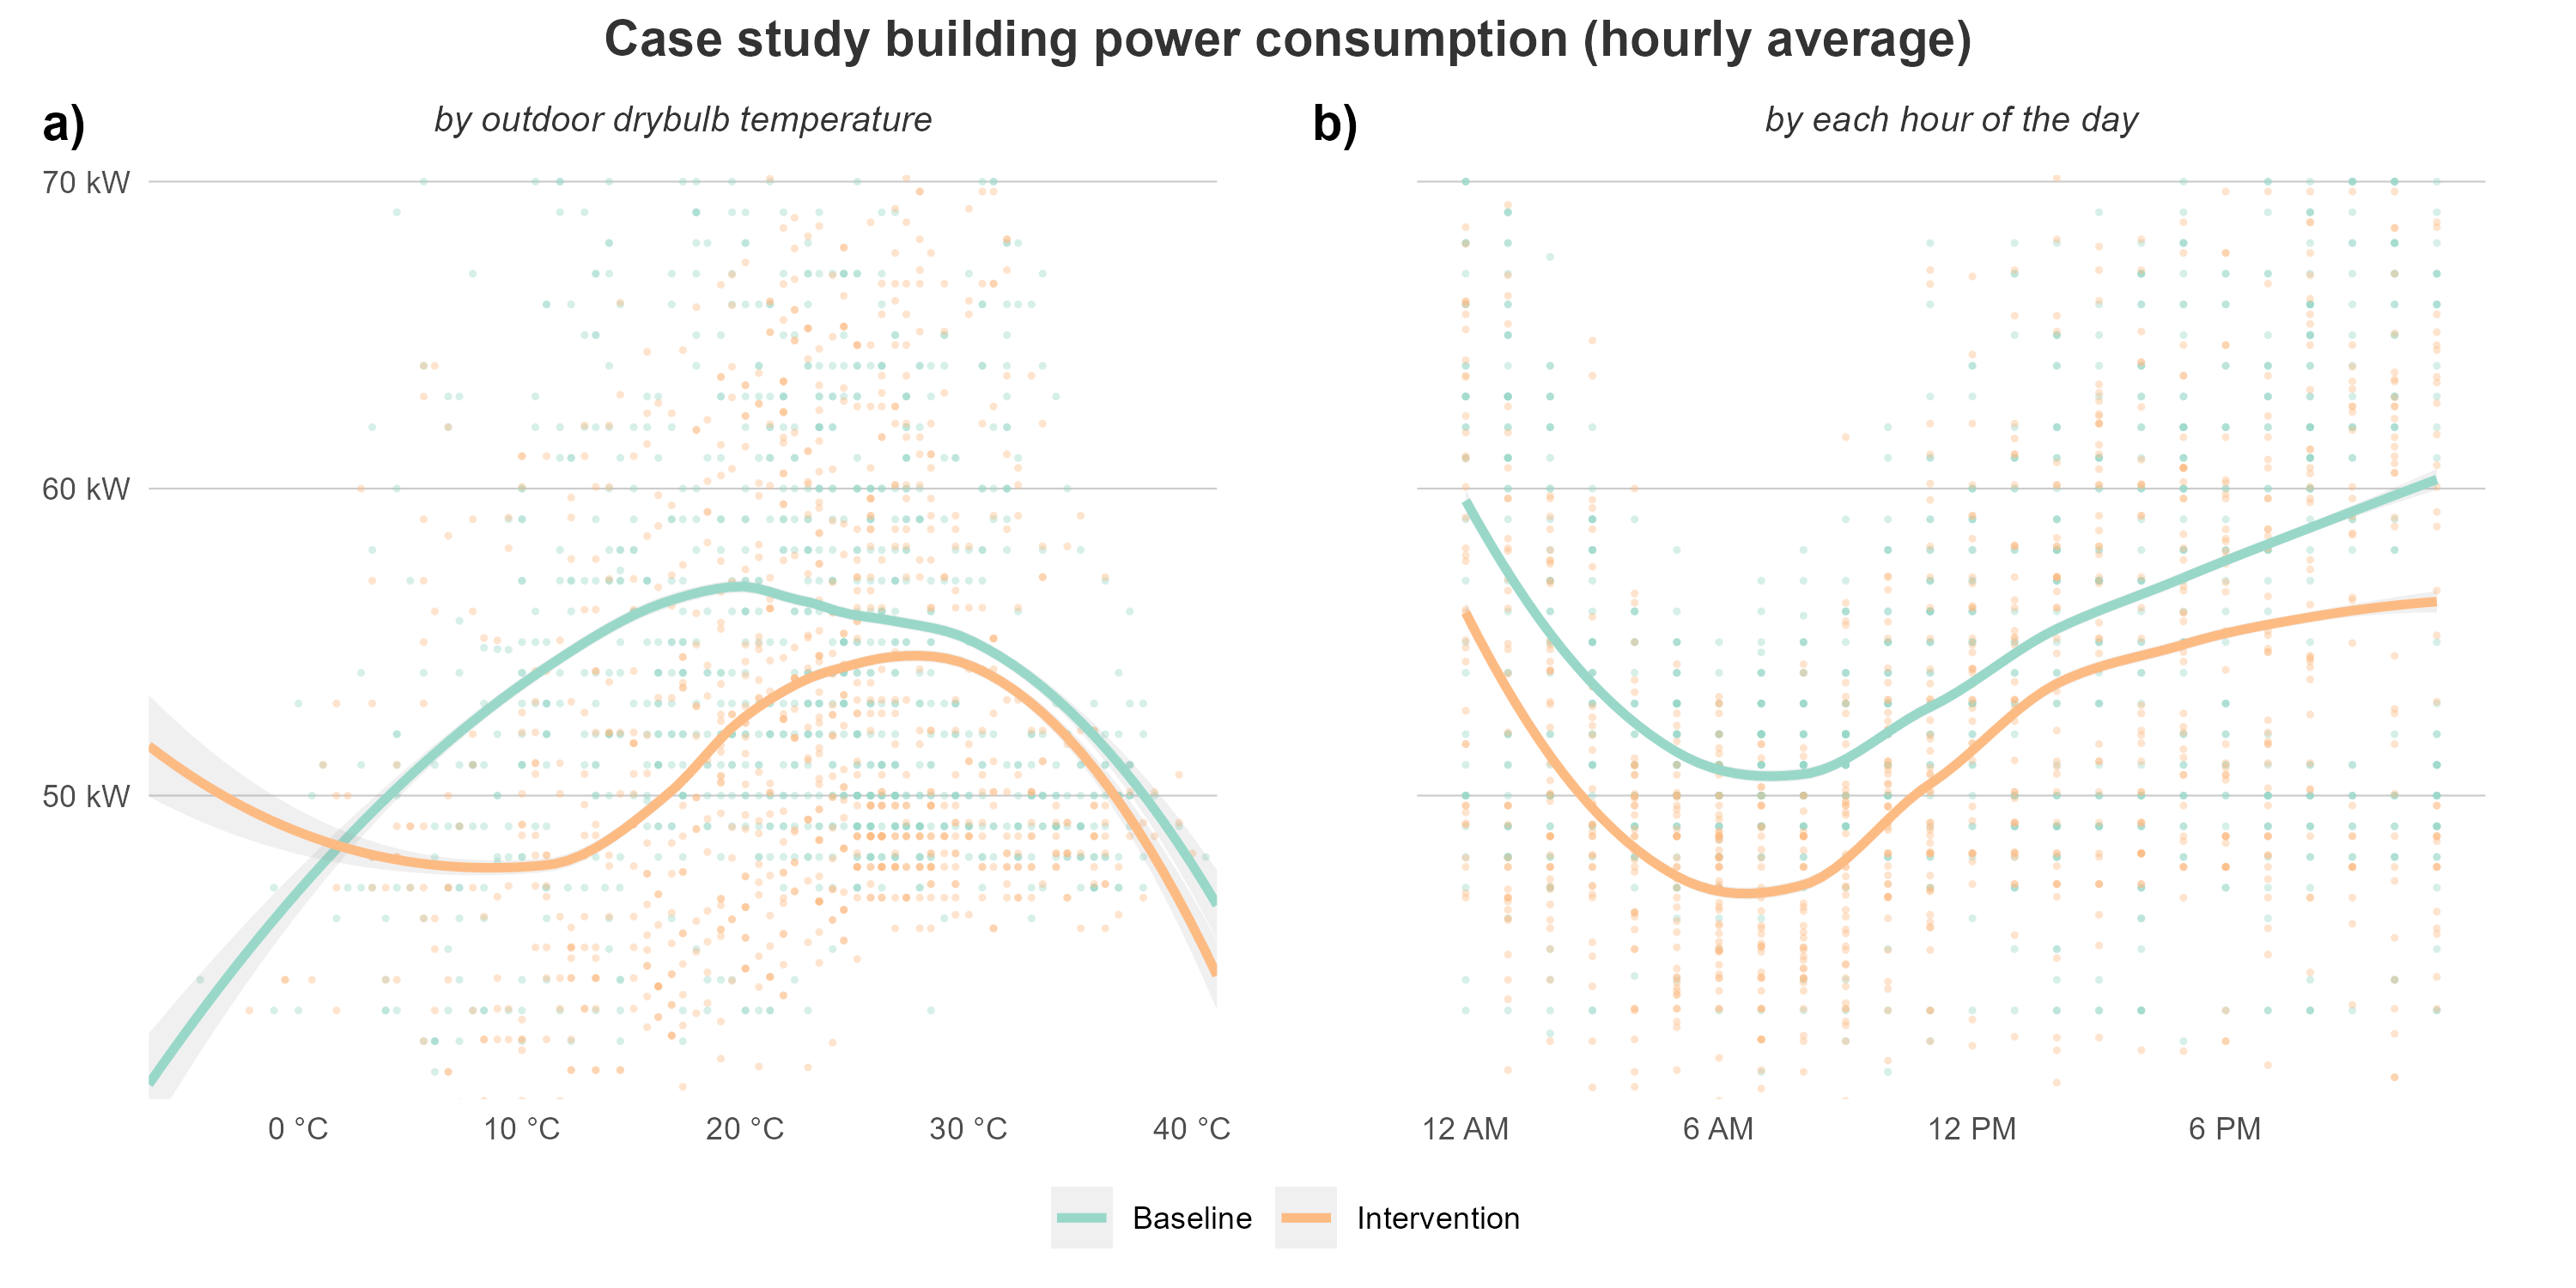 Case study building power consumption (hourly average)
a)
by outdoor drybulb temperature
70 kW
60 kW
50 kW
0 °C
10 °C
20 °C
30 °C
40 °C
b)
by each hour of the day
12 AM
6 AM
12 PM
6 PM
Baseline
Intervention